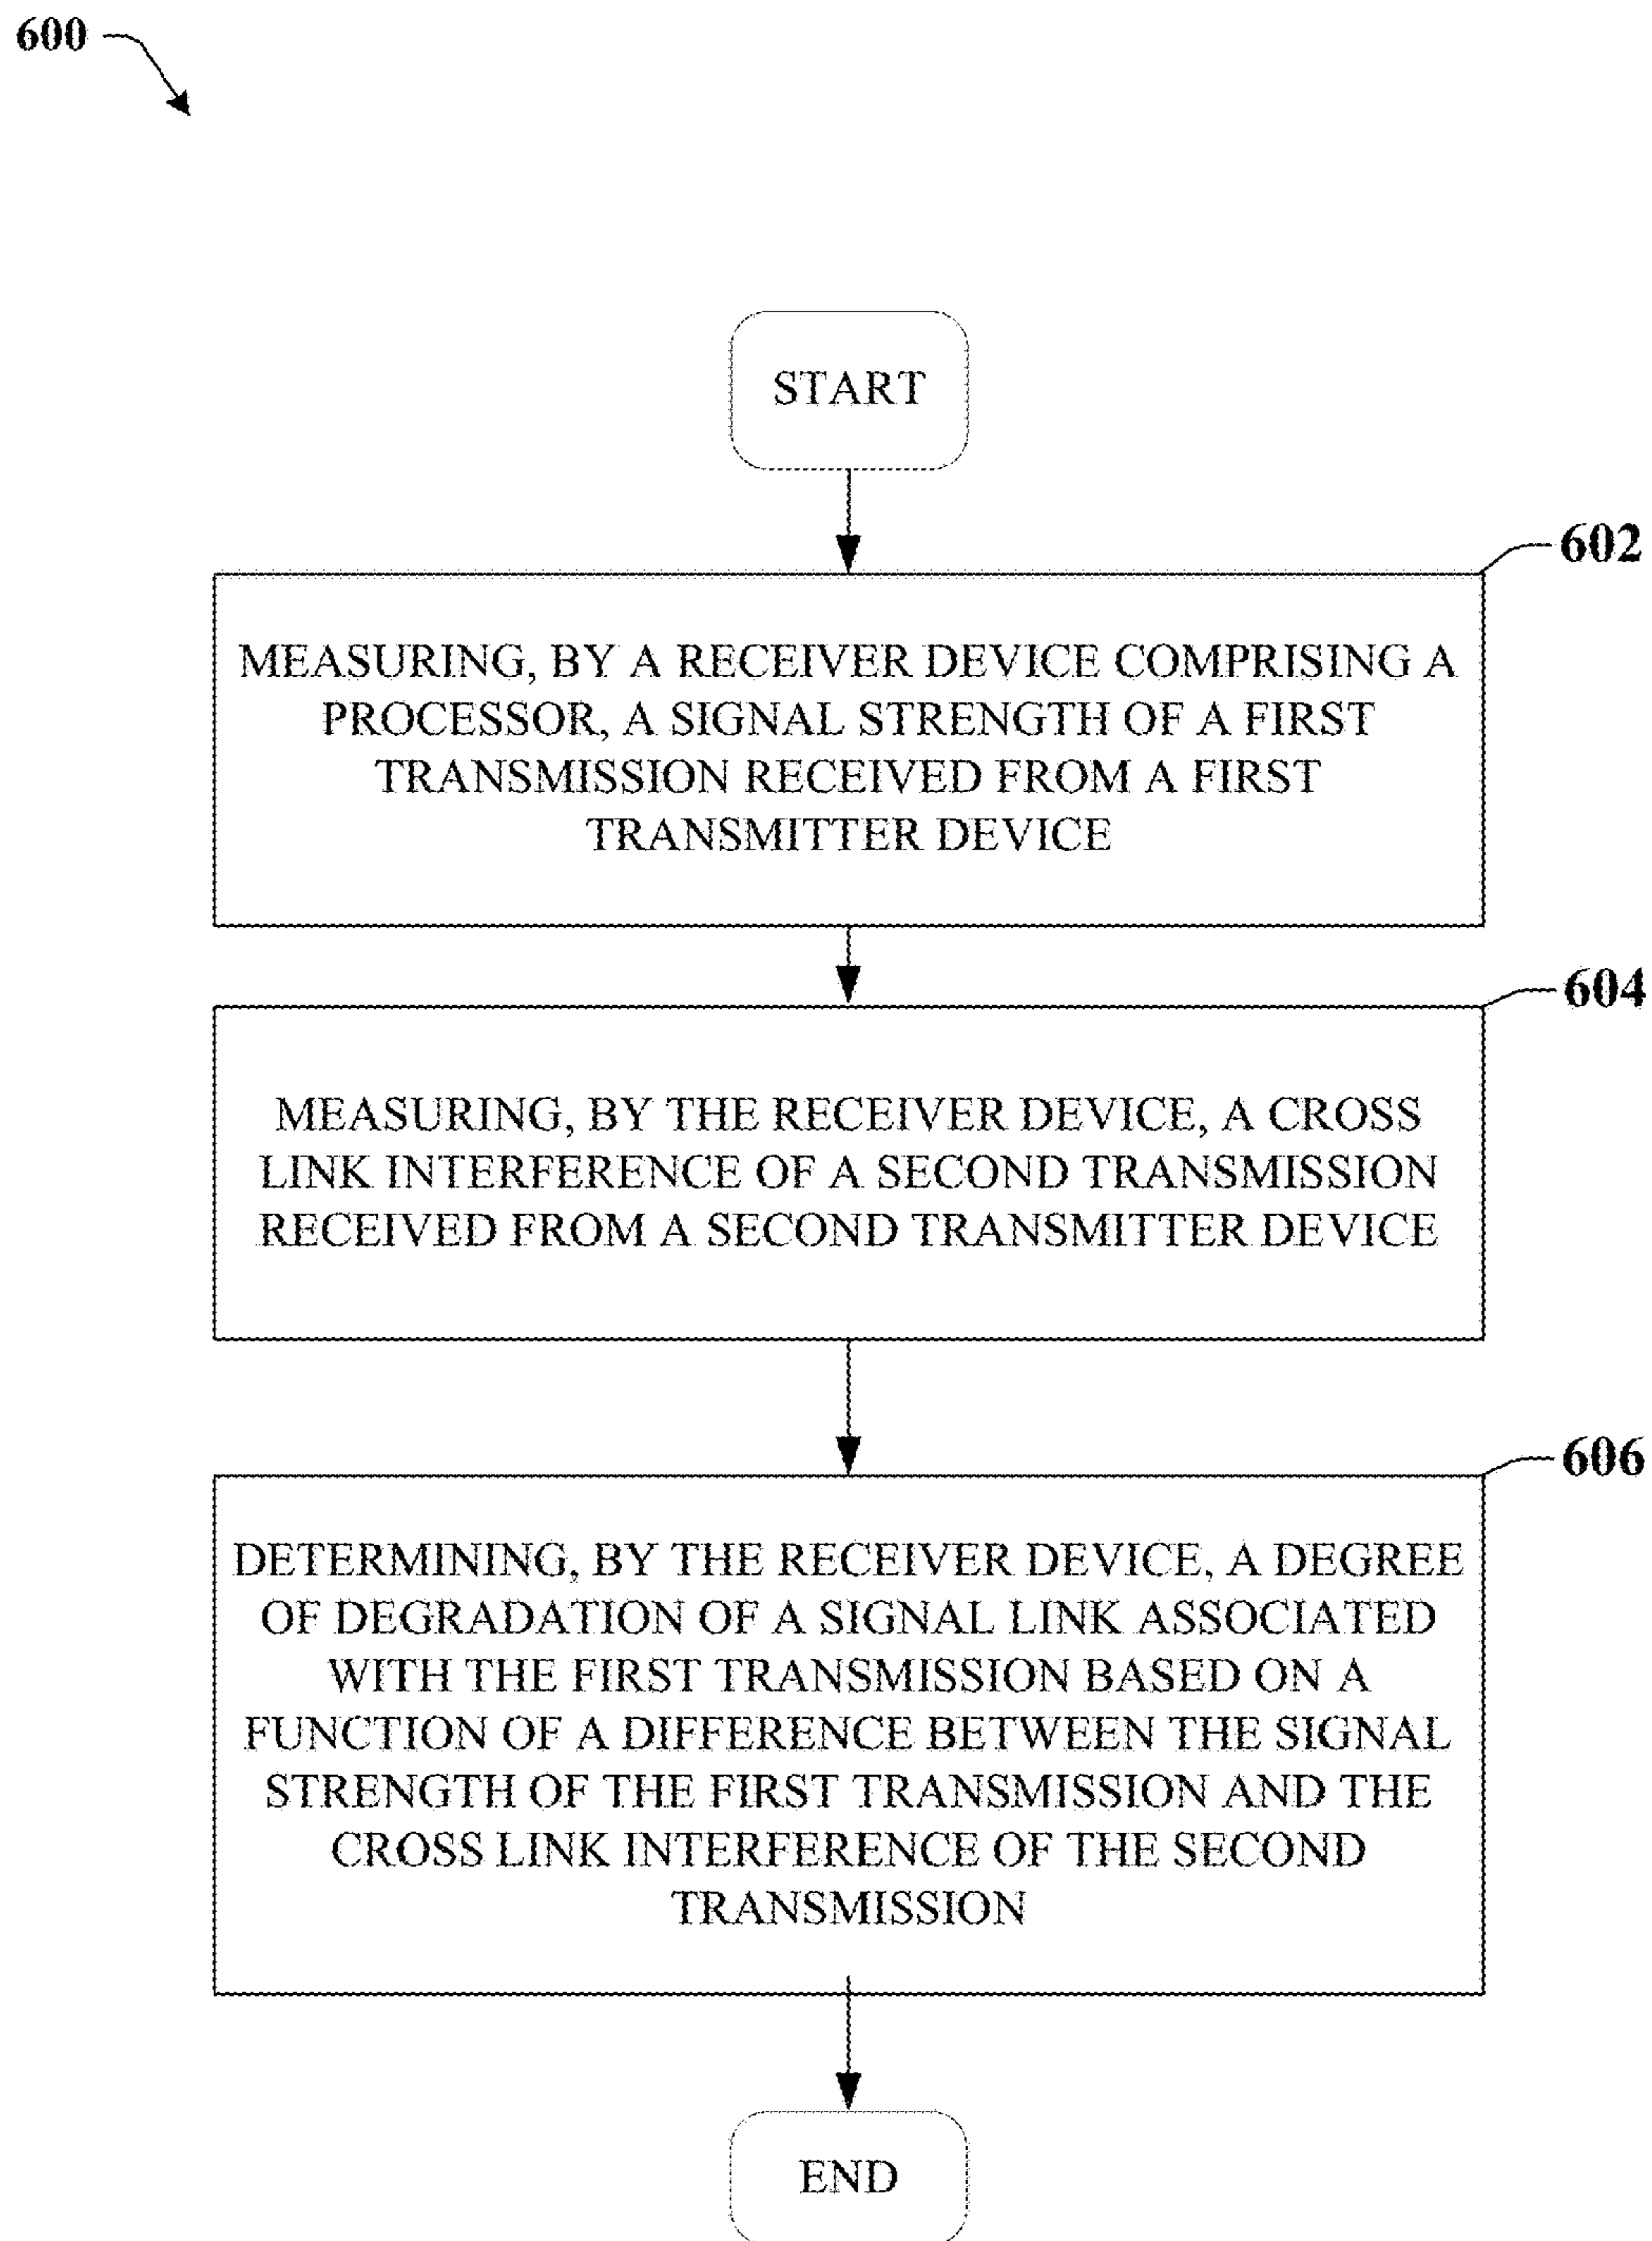 600
START
602
MEASURING, BY A RECEIVER DEVICE COMPRISING A
PROCESSOR, A SIGNAL STRENGTH OF A FIRST
TRANSMISSION RECEIVED FROM A FIRST
TRANSMITTER DEVICE
604
MEASURING, BY THE RECEIVER DEVICE, A CROSS
LINK INTERFERENCE OF A SECOND TRANSMISSION
RECEIVED FROM A SECOND TRANSMITTER DEVICE
606
DETERMINING, BY THE RECEIVER DEVICE, A DEGREE
OF DEGRADATION OF A SIGNAL LINK ASSOCIATED
WITH THE FIRST TRANSMISSION BASED ON A
FUNCTION OF A DIFFERENCE BETWEEN THE SIGNAL
STRENGTH OF THE FIRST TRANSMISSION AND THE
CROSS LINK INTERFERENCE OF THE SECOND
TRANSMISSION
END